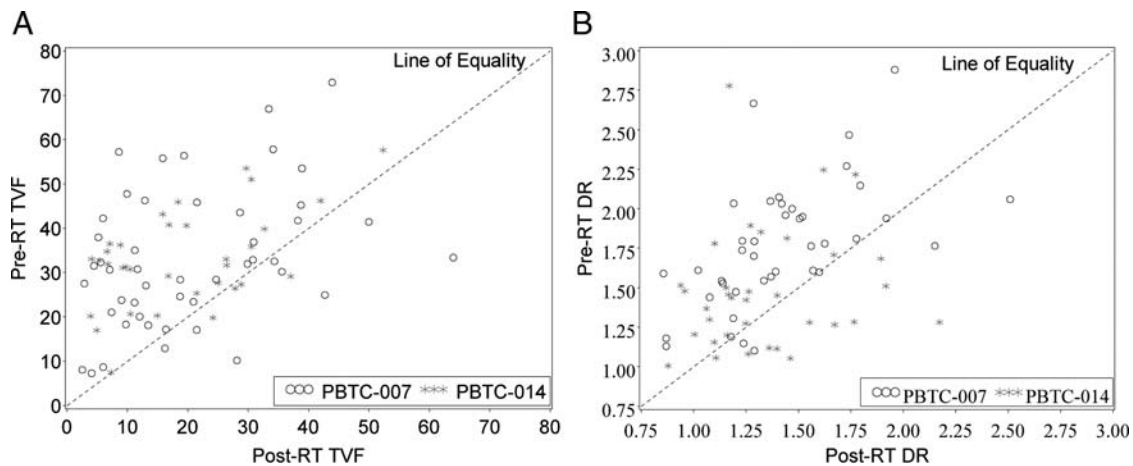 A
80
70
60
50
40
30
20
10
0
Pre-RT TVF
Line of Equality
○○○ PBTC-007 *** PBTC-014
0 10 20 30 40 50 60 70 80
Post-RT TVF
B
3.00
2.75
2.50
2.25
2.00
1.75
1.50
1.25
1.00
0.75
Pre-RT DR
Line of Equality
○○○ PBTC-007 *** PBTC-014
0.75 1.00 1.25 1.50 1.75 2.00 2.25 2.50 2.75 3.00
Post-RT DR